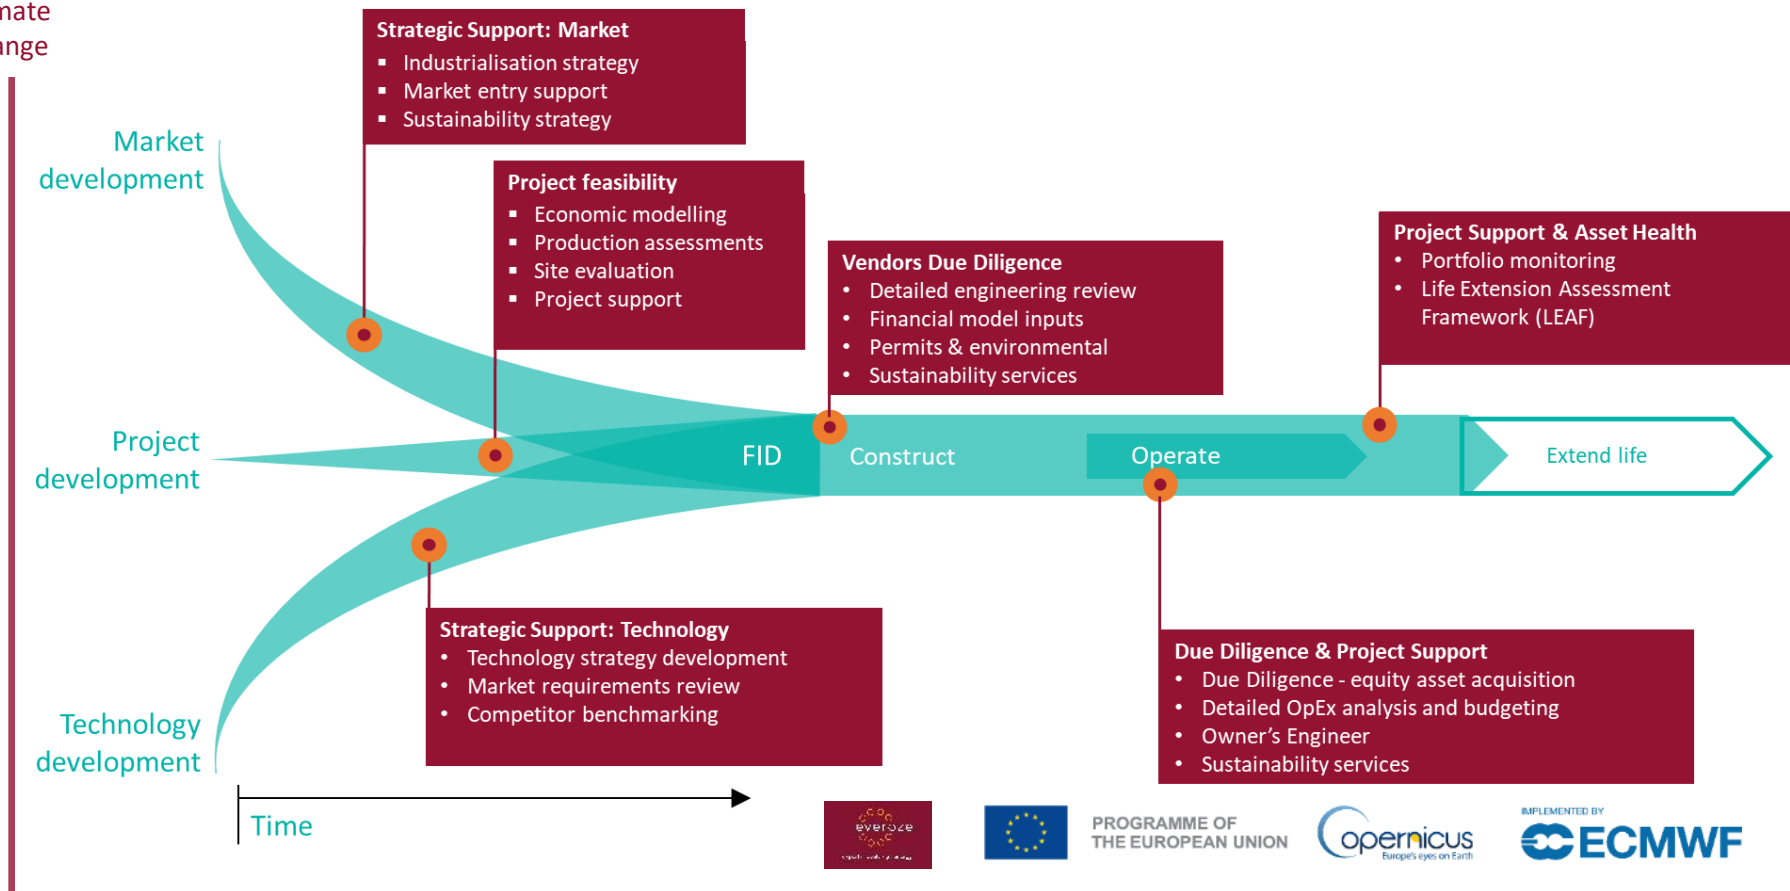 mate
ange
Strategic Support: Market
▪ Industrialisation strategy
▪ Market entry support
▪ Sustainability strategy
Market
development
Project feasibility
▪ Economic modelling
▪ Production assessments
▪ Site evaluation
▪ Project support
Vendors Due Diligence
• Detailed engineering review
• Financial model inputs
• Permits & environmental
• Sustainability services
Project Support & Asset Health
• Portfolio monitoring
• Life Extension Assessment
Framework (LEAF)
Project
development
FID
Construct
Operate
Extend life
Strategic Support: Technology
• Technology strategy development
• Market requirements review
• Competitor benchmarking
Due Diligence & Project Support
• Due Diligence - equity asset acquisition
• Detailed OpEx analysis and budgeting
• Owner’s Engineer
• Sustainability services
Technology
development
Time
everoze
PROGRAMME OF
THE EUROPEAN UNION
opernicus
Europe's eyes on Earth
IMPLEMENTED BY
ECMWF